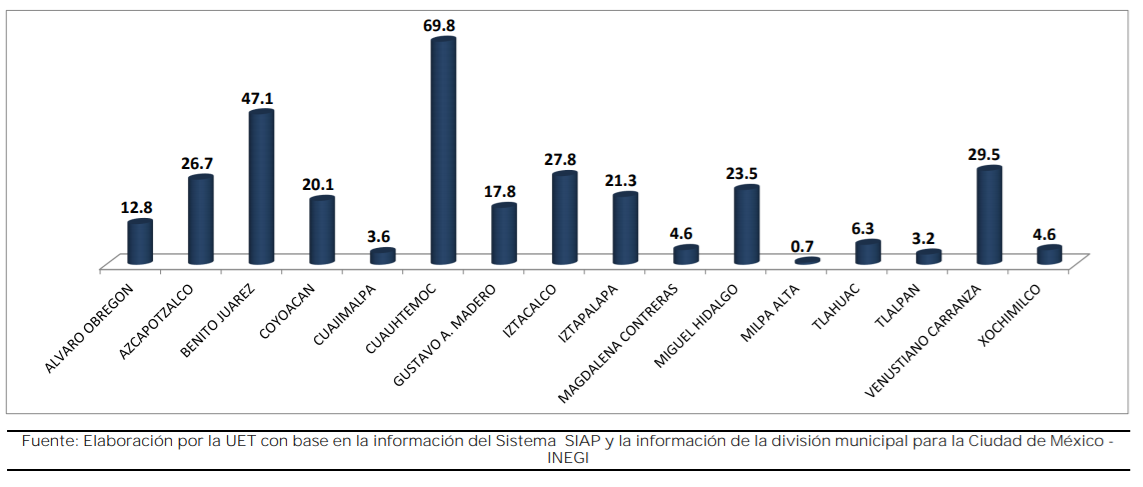 69.8
47.1
29.5
27.8
26.7
23.5
21.3
20.1
17.8
12.8
6.3
4.6
4.6
3.6
3.2
0.7
ALVARO OBREGON
AZCAPOTZALCO
BENITO JUAREZ
COYOACAN
CUAJIMALPA
CUAUHTEMOC
GUSTAVO A. MADERO
IZTACALCO
IZTAPALAPA
MAGDALENA CONTRERAS
MIGUEL HIDALGO
MILPA ALTA
TLAHUAC
TLALPAN
VENUSTIANO CARRANZA
XOCHIMILCO
Fuente: Elaboración por la UET con base en la información del Sistema SIAP y la información de la división municipal para la Ciudad de México -
INEGI